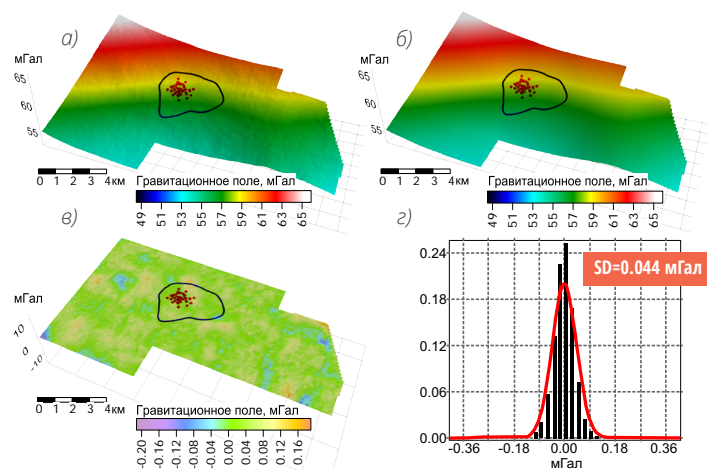 а)
мГал
65
60
55
0 1 2 3 4км
Гравитационное поле, мГал
49 51 53 55 57 59 61 63 65
б)
мГал
65
60
55
0 1 2 3 4км
Гравитационное поле, мГал
49 51 53 55 57 59 61 63 65
в)
мГал
10
0
-10
0 1 2 3 4км
Гравитационное поле, мГал
-0.20 -0.16 -0.12 -0.08 -0.04 0.00 0.04 0.08 0.12 0.16
г)
SD=0.044 мГал
0.24
0.18
0.12
0.06
0.00
-0.36 -0.18 0.00 0.18 0.36
мГал